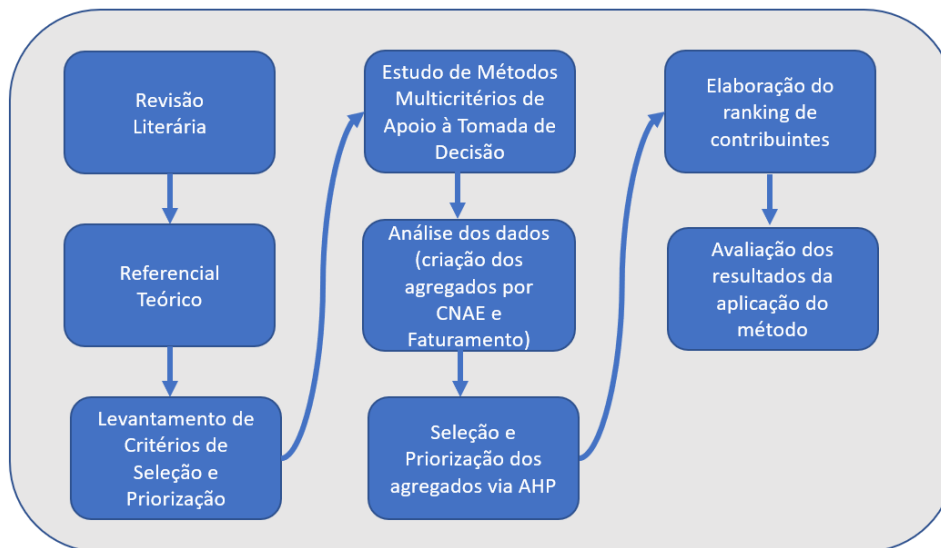 Revisão
Literária
Referencial
Teórico
Levantamento de
Critérios de
Seleção e
Priorização
Estudo de Métodos
Multicritérios de
Apoio à Tomada de
Decisão
Análise dos dados
(criação dos
agregados por
CNAE e
Faturamento)
Seleção e
Priorização dos
agregados via AHP
Elaboração do
ranking de
contribuintes
Avaliação dos
resultados da
aplicação do
método